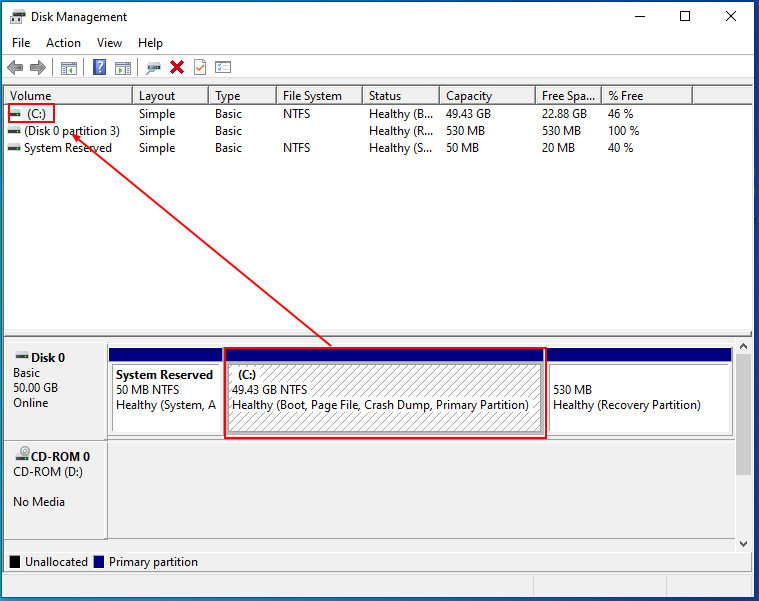 Disk Management
File Action View Help
Volume Layout Type File System Status Capacity Free Spa... % Free
(C:) Simple Basic NTFS Healthy (B... 49.43 GB 22.88 GB 46 %
(Disk 0 partition 3) Simple Basic Healthy (R... 530 MB 530 MB 100 %
System Reserved Simple Basic NTFS Healthy (S... 50 MB 20 MB 40 %
Disk 0
Basic
50.00 GB
Online
System Reserved
50 MB NTFS
Healthy (System, A
(C:)
49.43 GB NTFS
Healthy (Boot, Page File, Crash Dump, Primary Partition)
530 MB
Healthy (Recovery Partition)
CD-ROM 0
CD-ROM (D:)
No Media
Unallocated Primary partition